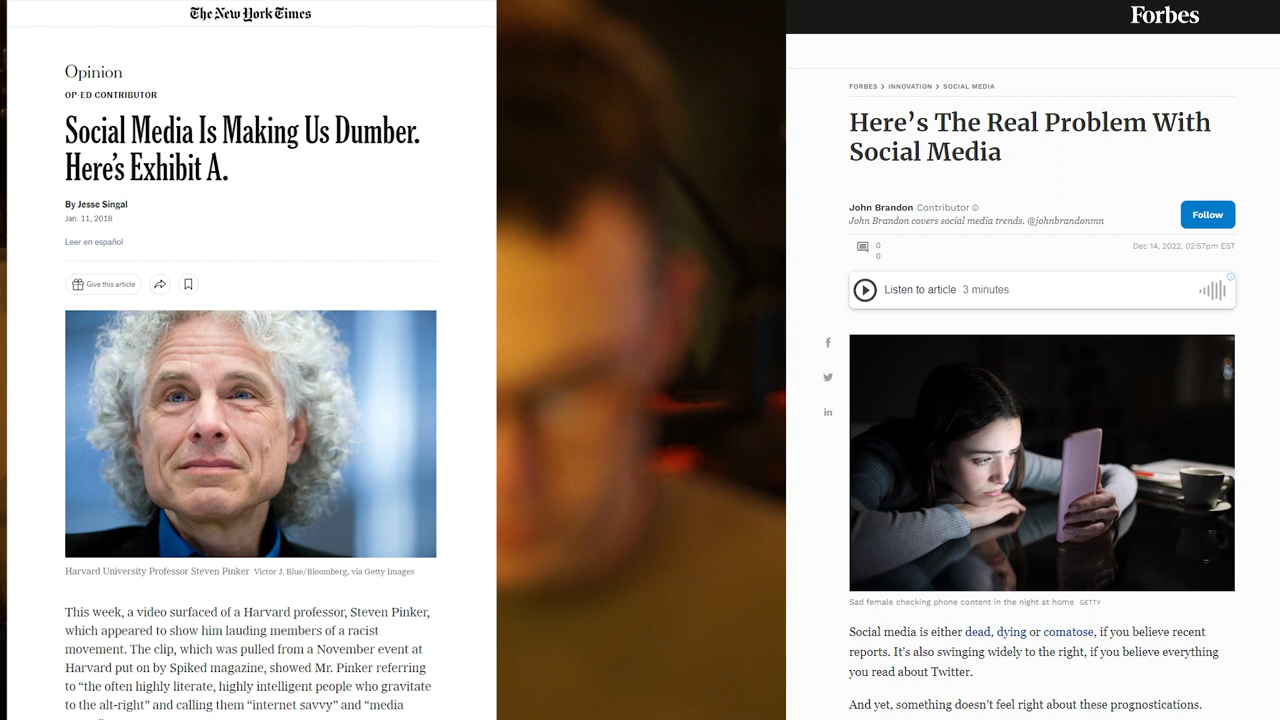 The New York Times
Opinion
OP-ED CONTRIBUTOR
Social Media Is Making Us Dumber.
Here's Exhibit A.
By Jesse Singal
Jan. 11, 2018
Leer en español
Give this article
Harvard University Professor Steven Pinker Victor J. Blue/Bloomberg, via Getty Images
This week, a video surfaced of a Harvard professor, Steven Pinker,
which appeared to show him lauding members of a racist
movement. The clip, which was pulled from a November event at
Harvard put on by Spiked magazine, showed Mr. Pinker referring
to “the often highly literate, highly intelligent people who gravitate
to the alt-right” and calling them “internet savvy” and “media
Forbes
FORBES > INNOVATION > SOCIAL MEDIA
Here’s The Real Problem With
Social Media
John Brandon Contributor
John Brandon covers social media trends. @johnbrandonmn
Follow
0
0
Dec 14, 2022, 02:57pm EST
Listen to article 3 minutes
Sad female checking phone content in the night at home GETTY
Social media is either dead, dying or comatose, if you believe recent
reports. It’s also swinging widely to the right, if you believe everything
you read about Twitter.
And yet, something doesn’t feel right about these prognostications.